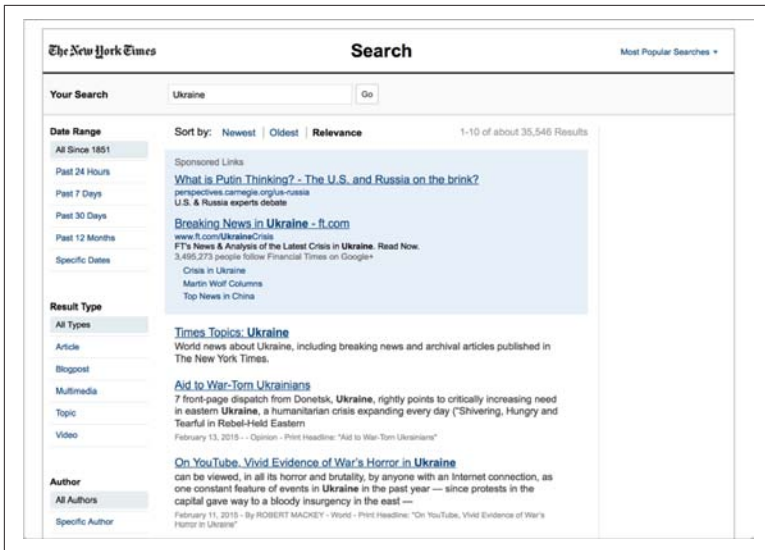 The New York Times
Search
Most Popular Searches
Your Search
Ukraine
Go
Date Range
All Since 1851
Past 24 Hours
Past 7 Days
Past 30 Days
Past 12 Months
Specific Dates
Result Type
All Types
Article
Blogpost
Multimedia
Topic
Video
Author
All Authors
Specific Author
Sort by: Newest | Oldest | Relevance
1-10 of about 35,546 Results
Sponsored Links
What is Putin Thinking? - The U.S. and Russia on the brink?
perspectives.carnegie.org/us-russia
U.S. & Russia experts debate
Breaking News in Ukraine - ft.com
www.ft.com/UkraineCrisis
FT's News & Analysis of the Latest Crisis in Ukraine. Read Now.
3,495,273 people follow Financial Times on Google+
Crisis in Ukraine
Martin Wolf Columns
Top News in China
Times Topics: Ukraine
World news about Ukraine, including breaking news and archival articles published in
The New York Times.
Aid to War-Torn Ukrainians
7 front-page dispatch from Donetsk, Ukraine, rightly points to critically increasing need
in eastern Ukraine, a humanitarian crisis expanding every day ("Shivering, Hungry and
Tearful in Rebel-Held Eastern
February 13, 2015 - - Opinion - Print Headline: "Aid to War-Torn Ukrainians"
On YouTube, Vivid Evidence of War's Horror in Ukraine
can be viewed, in all its horror and brutality, by anyone with an Internet connection, as
one constant feature of events in Ukraine in the past year — since protests in the
capital gave way to a bloody insurgency in the east —
February 11, 2015 - By ROBERT MACKEY - World - Print Headline: "On YouTube, Vivid Evidence of War's
Horror in Ukraine"